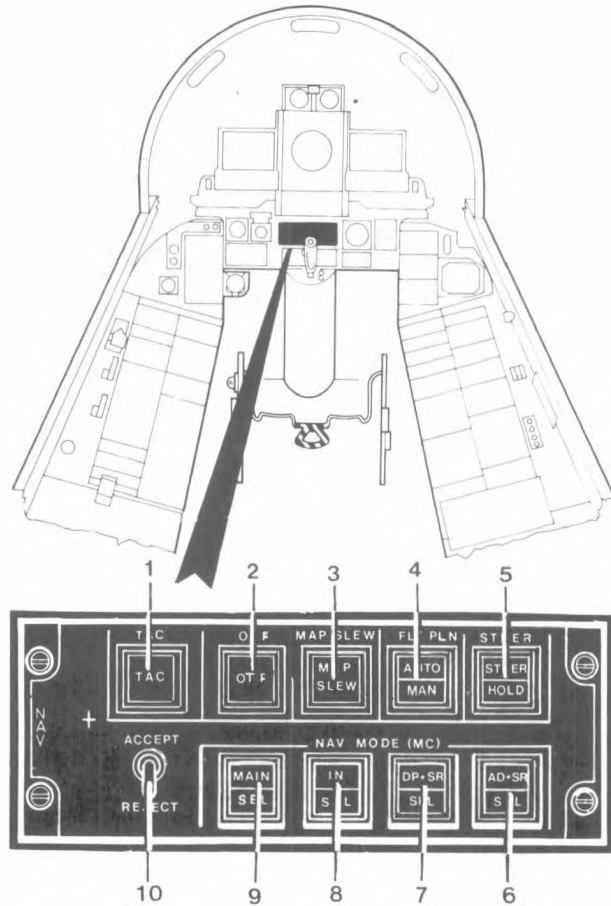 1 2 3 4 5
TAC OTF MAP SLEW FLT PLN STEER
TAC
OTF
MAP
SLEW
AUTO
MAN
STEER
HOLD
NAV
ACCEPT
REJECT
NAV MODE (MC)
MAIN
SEL
IN
SEL
DP•SR
SEL
AD•SR
SEL
10 9 8 7 6